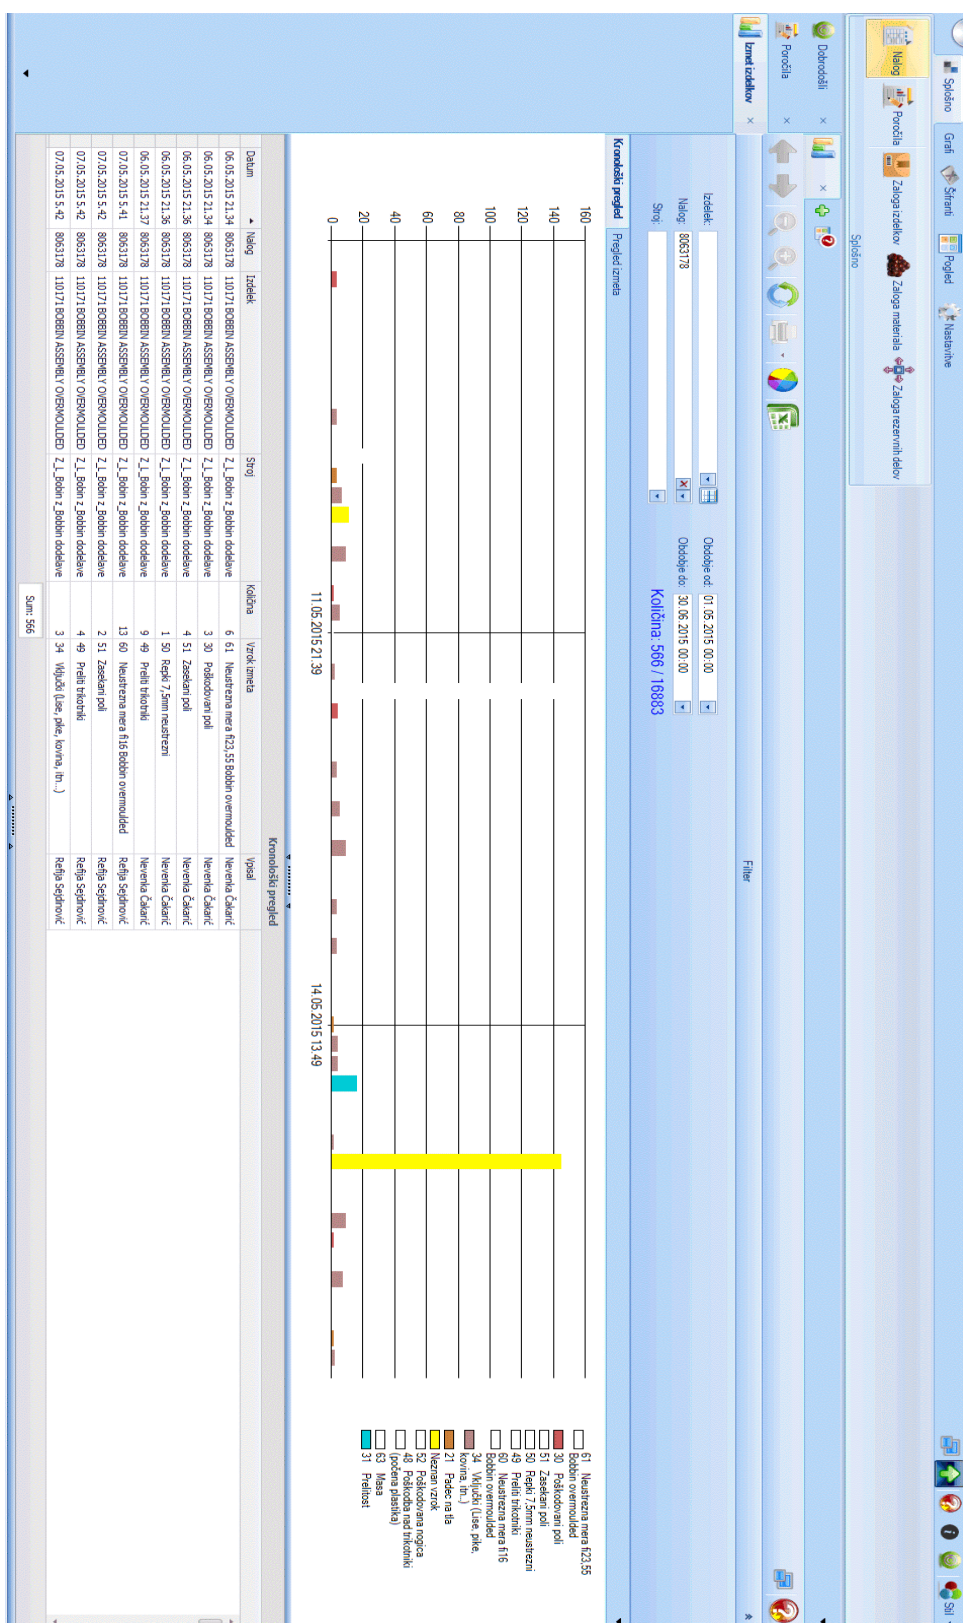 Splošno Grafi Šifranti Pogled Nastavitve Stil
Nalog Poročila Zaloga izdelkov Zaloga materiala Zaloga rezervnih delov
Splošno
Dobrodošli ×
Poročila ×
Izmet izdelkov ×
Filter
Izdelek: Obdobje od: 01.05.2015 00:00
Nalog: 8063178 Obdobje do: 30.06.2015 00:00
Stroj: Količina: 566 / 16883
Kronološki pregled Pregled izmeta
160
140
120
100
80
60
40
20
0
11.05.2015 21.39 14.05.2015 13.49
61 Neustrezna mera fi23,55
Bobbin overmoulded
30 Poškodovani poli
51 Zasekani poli
50 Repki 7,5mm neustrezni
49 Preliti trikotniki
60 Neustrezna mera fi16
Bobbin overmoulded
34 Vključki (Lise, pike,
kovina, itn...)
21 Padec na tla
Neznan vzrok
52 Poškodovana nogica
48 Poškodba nad trikotniki
(počena plastika)
63 Masa
31 Prelitost
Kronološki pregled
Datum Nalog Izdelek Stroj Količina Vzrok izmeta Vpisal
06.05.2015 21.34 8063178 110171 BOBBIN ASSEMBLY OVERMOULDED Z_L_Bobin z_Bobbin dodelave 6 61 Neustrezna mera fi23,55 Bobbin overmoulded Nevenka Čakarić
06.05.2015 21.34 8063178 110171 BOBBIN ASSEMBLY OVERMOULDED Z_L_Bobin z_Bobbin dodelave 3 30 Poškodovani poli Nevenka Čakarić
06.05.2015 21.36 8063178 110171 BOBBIN ASSEMBLY OVERMOULDED Z_L_Bobin z_Bobbin dodelave 4 51 Zasekani poli Nevenka Čakarić
06.05.2015 21.36 8063178 110171 BOBBIN ASSEMBLY OVERMOULDED Z_L_Bobin z_Bobbin dodelave 1 50 Repki 7,5mm neustrezni Nevenka Čakarić
06.05.2015 21.37 8063178 110171 BOBBIN ASSEMBLY OVERMOULDED Z_L_Bobin z_Bobbin dodelave 9 49 Preliti trikotniki Nevenka Čakarić
07.05.2015 5.41 8063178 110171 BOBBIN ASSEMBLY OVERMOULDED Z_L_Bobin z_Bobbin dodelave 13 60 Neustrezna mera fi16 Bobbin overmoulded Refija Sejdinović
07.05.2015 5.42 8063178 110171 BOBBIN ASSEMBLY OVERMOULDED Z_L_Bobin z_Bobbin dodelave 2 51 Zasekani poli Refija Sejdinović
07.05.2015 5.42 8063178 110171 BOBBIN ASSEMBLY OVERMOULDED Z_L_Bobin z_Bobbin dodelave 4 49 Preliti trikotniki Refija Sejdinović
07.05.2015 5.42 8063178 110171 BOBBIN ASSEMBLY OVERMOULDED Z_L_Bobin z_Bobbin dodelave 3 34 Vključki (Lise, pike, kovina, itn...) Refija Sejdinović
Sum: 566